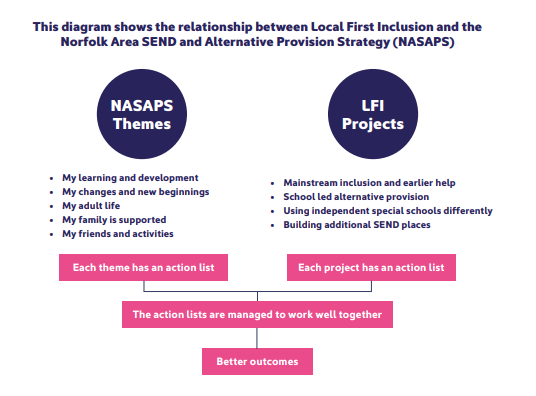 This diagram shows the relationship between Local First Inclusion and the
Norfolk Area SEND and Alternative Provision Strategy (NASAPS)
NASAPS
Themes
• My learning and development
• My changes and new beginnings
• My adult life
• My family is supported
• My friends and activities
LFI
Projects
• Mainstream inclusion and earlier help
• School led alternative provision
• Using independent special schools differently
• Building additional SEND places
Each theme has an action list
Each project has an action list
The action lists are managed to work well together
Better outcomes